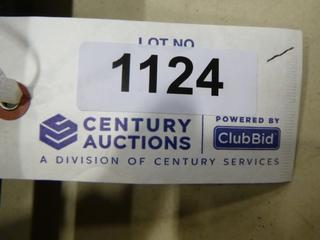 LOT NO
1124
CENTURY
AUCTIONS
POWERED BY
ClubBid
A DIVISION OF CENTURY SERVICES